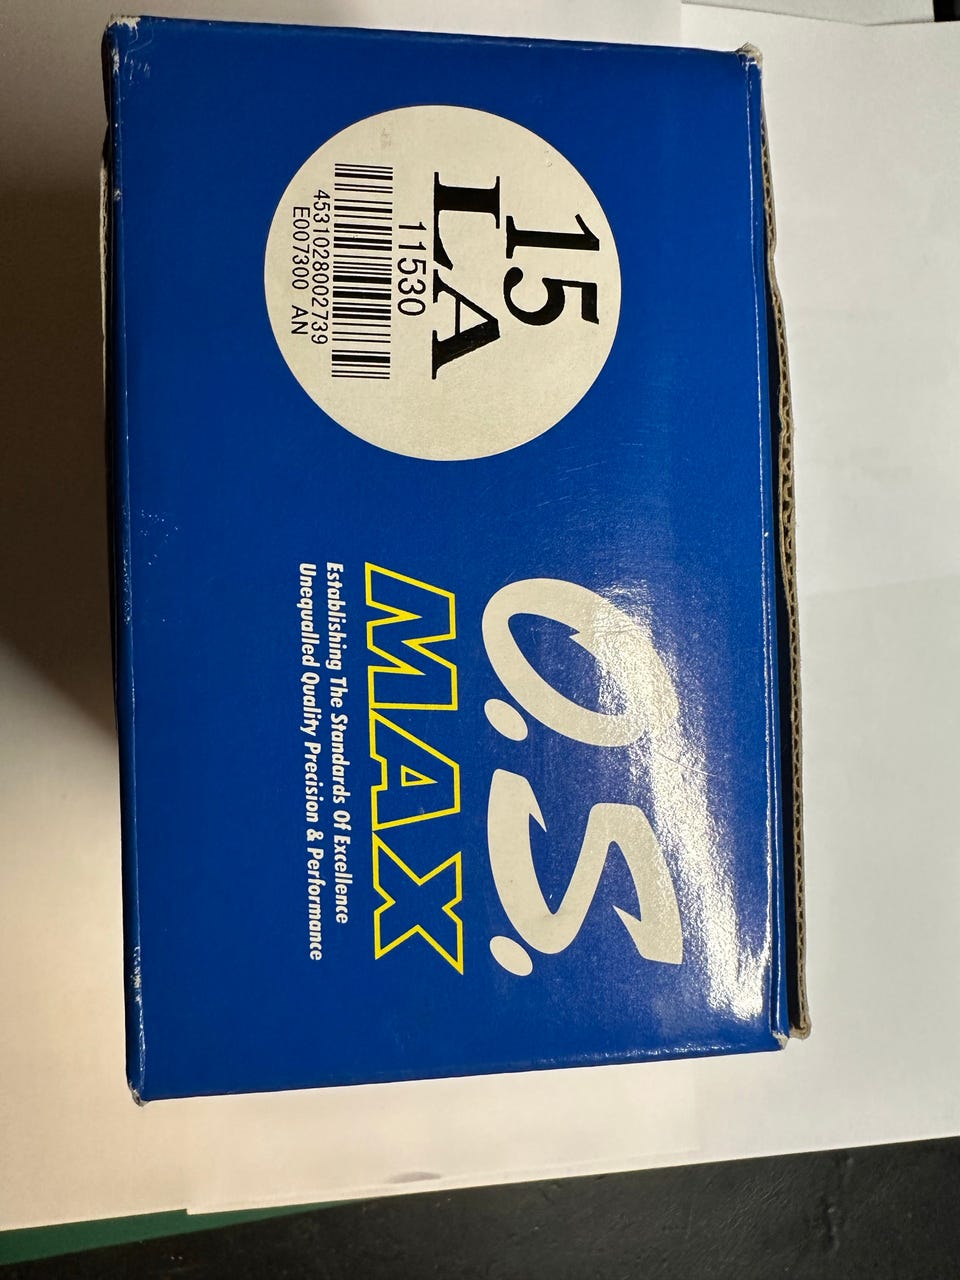 15
LA
11530
4531028002739
E007300 AN
O.S.
MAX
Establishing The Standards Of Excellence
Unequalled Quality Precision & Performance